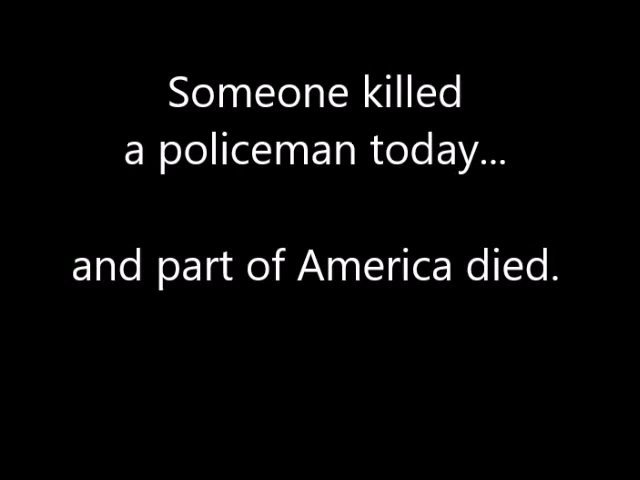 Someone killed
a policeman today...
and part of America died.